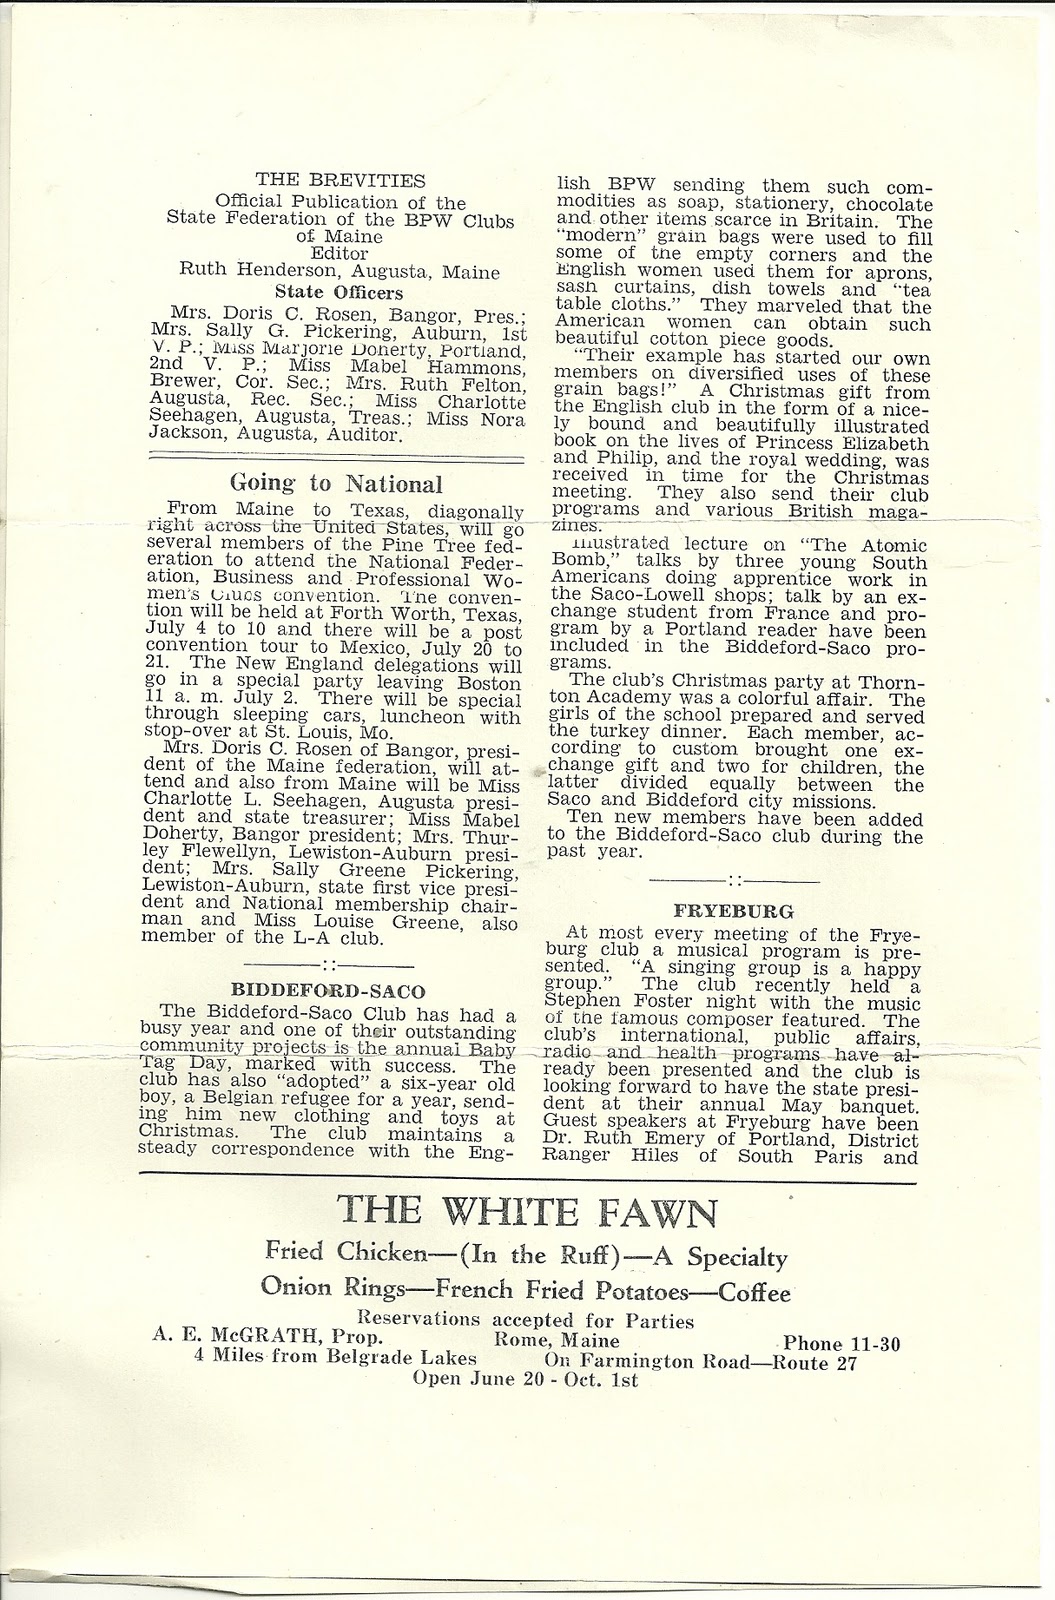 THE BREVITIES
Official Publication of the
State Federation of the BPW Clubs
of Maine
Editor
Ruth Henderson, Augusta, Maine
State Officers
Mrs. Doris C. Rosen, Bangor, Pres.;
Mrs. Sally G. Pickering, Auburn, 1st
V. P.; Miss Marjorie Doherty, Portland,
2nd V. P.; Miss Mabel Hammons,
Brewer, Cor. Sec.; Mrs. Ruth Felton,
Augusta, Rec. Sec.; Miss Charlotte
Seehagen, Augusta, Treas.; Miss Nora
Jackson, Augusta, Auditor.
Going to National
From Maine to Texas, diagonally
right across the United States, will go
several members of the Pine Tree fed-
eration to attend the National Feder-
ation, Business and Professional Wo-
men's Clubs convention. The conven-
tion will be held at Forth Worth, Texas,
July 4 to 10 and there will be a post
convention tour to Mexico, July 20 to
21. The New England delegations will
go in a special party leaving Boston
11 a. m. July 2. There will be special
through sleeping cars, luncheon with
stop-over at St. Louis, Mo.
Mrs. Doris C. Rosen of Bangor, presi-
dent of the Maine federation, will at-
tend and also from Maine will be Miss
Charlotte L. Seehagen, Augusta presi-
dent and state treasurer; Miss Mabel
Doherty, Bangor president; Mrs. Thur-
ley Flewellyn, Lewiston-Auburn presi-
dent; Mrs. Sally Greene Pickering,
Lewiston-Auburn, state first vice presi-
dent and National membership chair-
man and Miss Louise Greene, also
member of the L-A club.
——— :: ———
BIDDEFORD-SACO
The Biddeford-Saco Club has had a
busy year and one of their outstanding
community projects is the annual Baby
Tag Day, marked with success. The
club has also "adopted" a six-year old
boy, a Belgian refugee for a year, send-
ing him new clothing and toys at
Christmas. The club maintains a
steady correspondence with the Eng-
lish BPW sending them such com-
modities as soap, stationery, chocolate
and other items scarce in Britain. The
"modern" grain bags were used to fill
some of the empty corners and the
English women used them for aprons,
sash curtains, dish towels and "tea
table cloths." They marveled that the
American women can obtain such
beautiful cotton piece goods.
"Their example has started our own
members on diversified uses of these
grain bags!" A Christmas gift from
the English club in the form of a nice-
ly bound and beautifully illustrated
book on the lives of Princess Elizabeth
and Philip, and the royal wedding, was
received in time for the Christmas
meeting. They also send their club
programs and various British maga-
zines.
Illustrated lecture on "The Atomic
Bomb," talks by three young South
Americans doing apprentice work in
the Saco-Lowell shops; talk by an ex-
change student from France and pro-
gram by a Portland reader have been
included in the Biddeford-Saco pro-
grams.
The club's Christmas party at Thorn-
ton Academy was a colorful affair. The
girls of the school prepared and served
the turkey dinner. Each member, ac-
cording to custom brought one ex-
change gift and two for children, the
latter divided equally between the
Saco and Biddeford city missions.
Ten new members have been added
to the Biddeford-Saco club during the
past year.
——— :: ———
FRYEBURG
At most every meeting of the Frye-
burg club a musical program is pre-
sented. "A singing group is a happy
group." The club recently held a
Stephen Foster night with the music
of the famous composer featured. The
club's international, public affairs,
radio and health programs have al-
ready been presented and the club is
looking forward to have the state presi-
dent at their annual May banquet.
Guest speakers at Fryeburg have been
Dr. Ruth Emery of Portland, District
Ranger Hiles of South Paris and
THE WHITE FAWN
Fried Chicken—(In the Ruff)—A Specialty
Onion Rings—French Fried Potatoes—Coffee
Reservations accepted for Parties
A. E. McGRATH, Prop. Rome, Maine Phone 11-30
4 Miles from Belgrade Lakes On Farmington Road—Route 27
Open June 20 - Oct. 1st